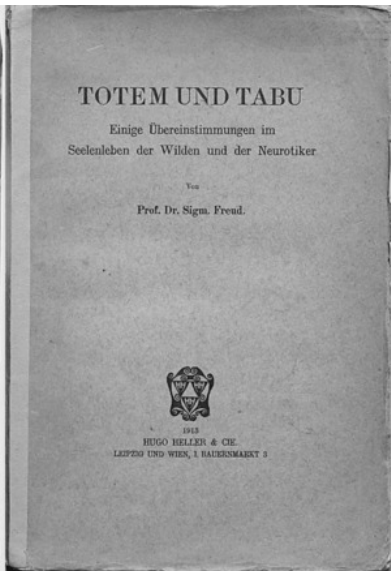 TOTEM UND TABU
Einige Übereinstimmungen im
Seelenleben der Wilden und der Neurotiker
Von
Prof. Dr. Sigm. Freud.
1913
HUGO HELLER & CIE.
LEIPZIG UND WIEN, I. BAUERNMARKT 3